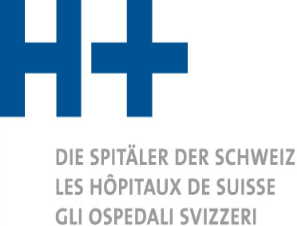 H+
DIE SPITÄLER DER SCHWEIZ
LES HÔPITAUX DE SUISSE
GLI OSPEDALI SVIZZERI